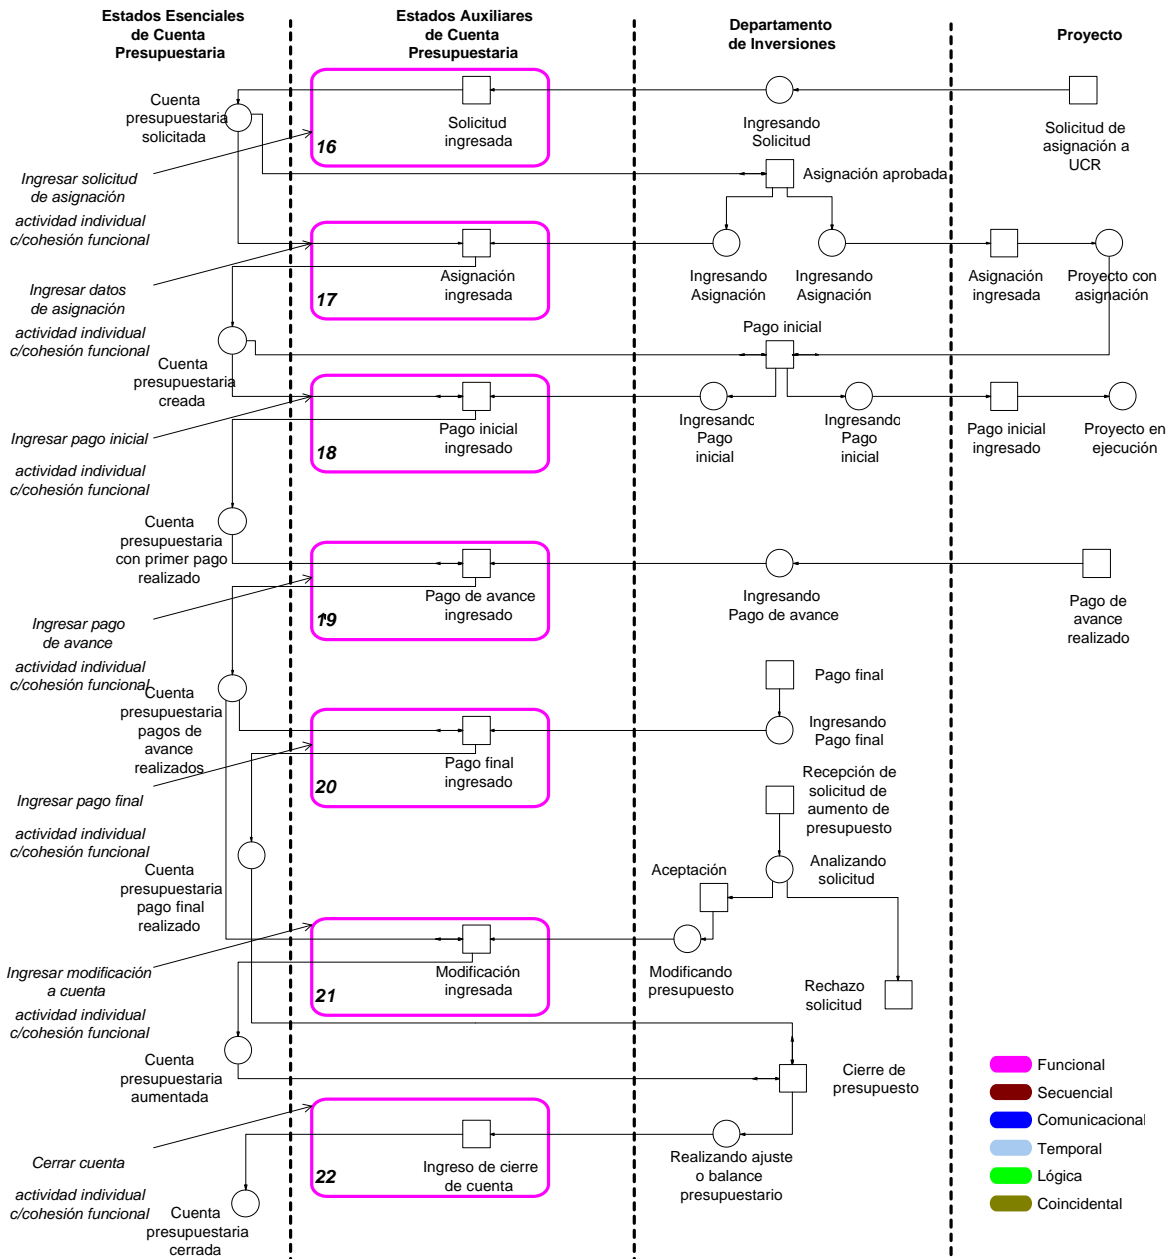 Estados Esenciales
de Cuenta
Presupuestaria
Estados Auxiliares
de Cuenta
Presupuestaria
Departamento
de Inversiones
Proyecto
Cuenta
presupuestaria
solicitada
Solicitud
ingresada
16
Ingresando
Solicitud
Solicitud de
asignación a
UCR
Ingresar solicitud
de asignación
actividad individual
c/cohesión funcional
Asignación aprobada
Asignación
ingresada
17
Ingresando
Asignación
Ingresando
Asignación
Asignación
ingresada
Proyecto con
asignación
Ingresar datos
de asignación
actividad individual
c/cohesión funcional
Pago inicial
Cuenta
presupuestaria
creada
Pago inicial
ingresado
18
Ingresando
Pago
inicial
Ingresando
Pago
inicial
Pago inicial
ingresado
Proyecto en
ejecución
Ingresar pago inicial
actividad individual
c/cohesión funcional
Cuenta
presupuestaria
con primer pago
realizado
Pago de avance
ingresado
19
Ingresando
Pago de avance
Pago de
avance
realizado
Ingresar pago
de avance
actividad individual
c/cohesión funcional
Cuenta
presupuestaria
pagos de
avance
realizados
Pago final
Ingresando
Pago final
Pago final
ingresado
20
Ingresar pago final
actividad individual
c/cohesión funcional
Recepción de
solicitud de
aumento de
presupuesto
Analizando
solicitud
Aceptación
Cuenta
presupuestaria
pago final
realizado
Modificación
ingresada
21
Modificando
presupuesto
Rechazo
solicitud
Ingresar modificación
a cuenta
actividad individual
c/cohesión funcional
Cuenta
presupuestaria
aumentada
Cierre de
presupuesto
Ingreso de cierre
de cuenta
22
Realizando ajuste
o balance
presupuestario
Cerrar cuenta
actividad individual
c/cohesión funcional
Cuenta
presupuestaria
cerrada
Funcional
Secuencial
Comunicacional
Temporal
Lógica
Coincidental